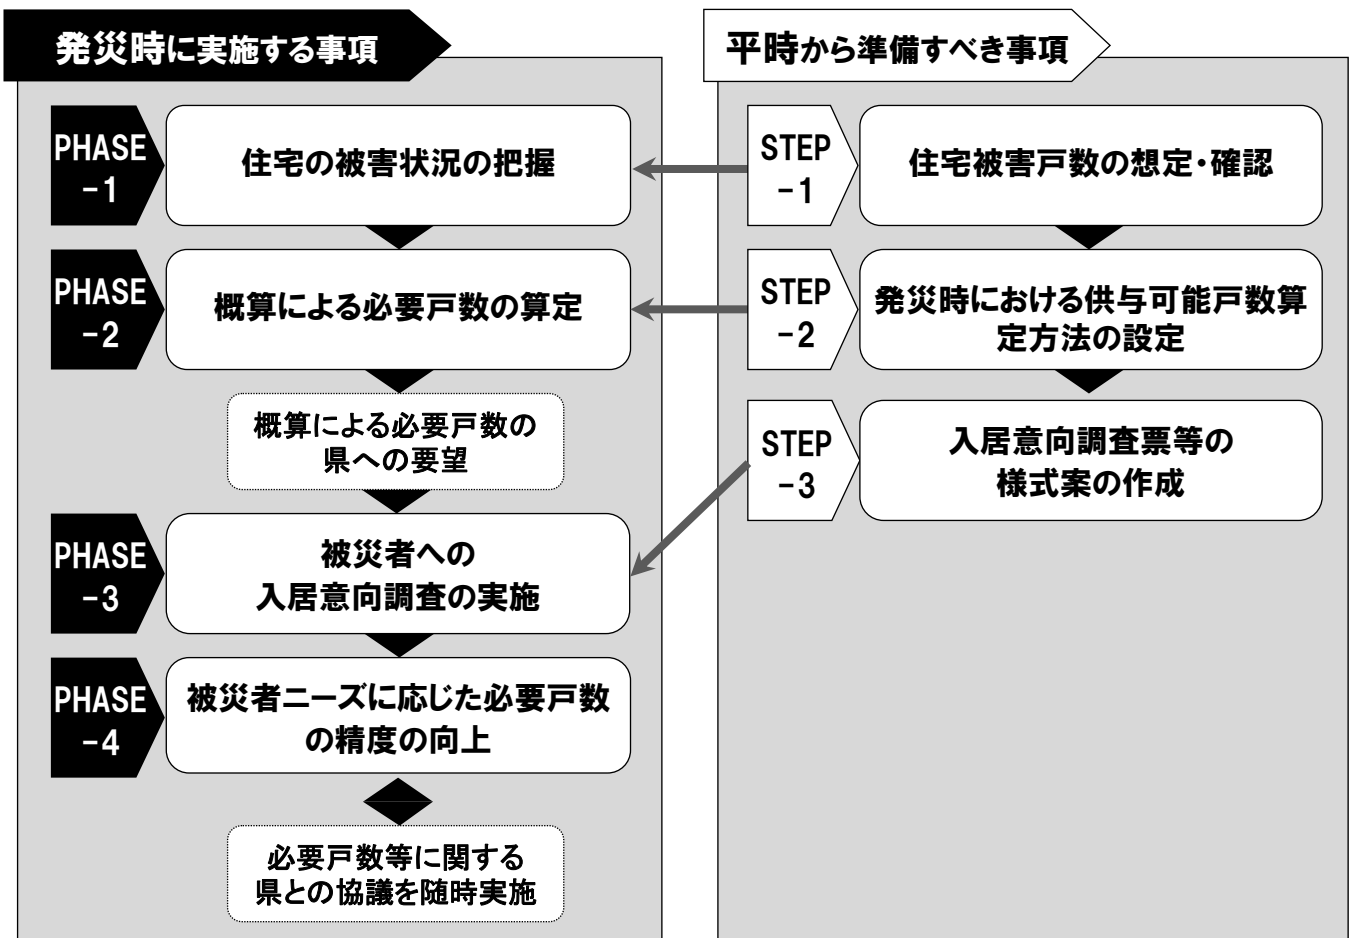 発災時に実施する事項
PHASE
-1
住宅の被害状況の把握
PHASE
-2
概算による必要戸数の算定
概算による必要戸数の
県への要望
PHASE
-3
被災者への
入居意向調査の実施
PHASE
-4
被災者ニーズに応じた必要戸数
の精度の向上
必要戸数等に関する
県との協議を随時実施
平時から準備すべき事項
STEP
-1
住宅被害戸数の想定・確認
STEP
-2
発災時における供与可能戸数算
定方法の設定
STEP
-3
入居意向調査票等の
様式案の作成